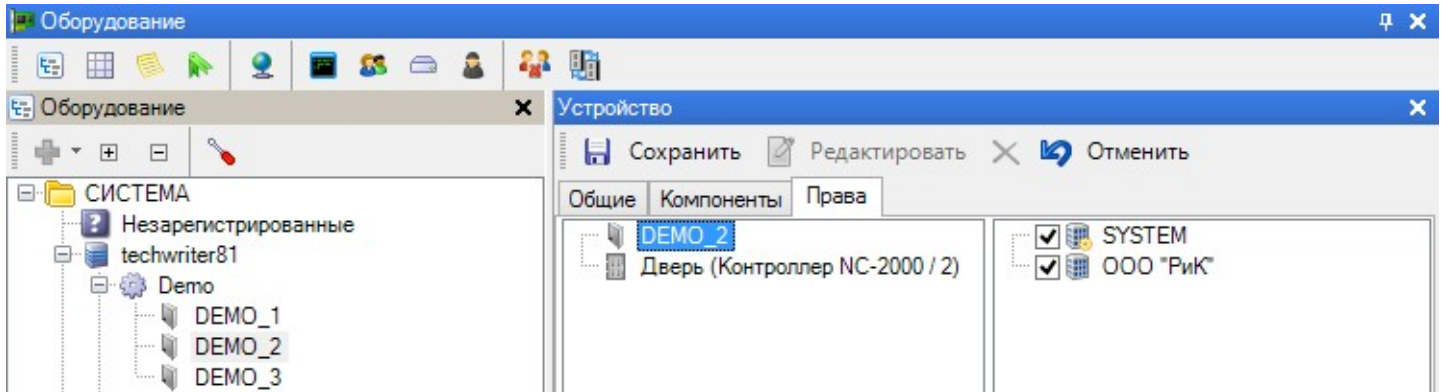 Оборудование
Оборудование
Устройство
Сохранить Редактировать Отменить
СИСТЕМА
Незарегистрированные
techwriter81
Demo
DEMO_1
DEMO_2
DEMO_3
Общие Компоненты Права
DEMO_2
Дверь (Контроллер NC-2000 / 2)
SYSTEM
ООО "РиК"